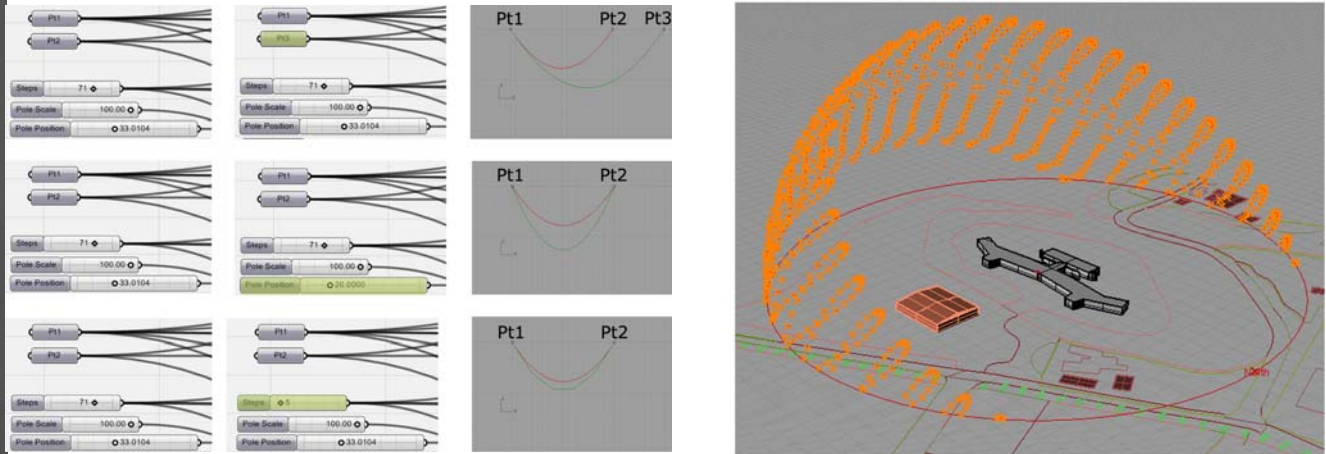 Pt1
Pt2
Steps 71
Pole Scale 100.00
Pole Position 33.0104
Pt1
Pt3
Steps 71
Pole Scale 100.00
Pole Position 33.0104
Pt1 Pt2 Pt3
Pt1
Pt2
Steps 71
Pole Scale 100.00
Pole Position 33.0104
Pt1
Pt2
Steps 71
Pole Scale 100.00
Pole Position
Pt1 Pt2
Pt1
Pt2
Steps 71
Pole Scale 100.00
Pole Position 33.0104
Pt1
Pt2
Steps 5
Pole Scale 100.00
Pole Position 33.0104
Pt1 Pt2
North